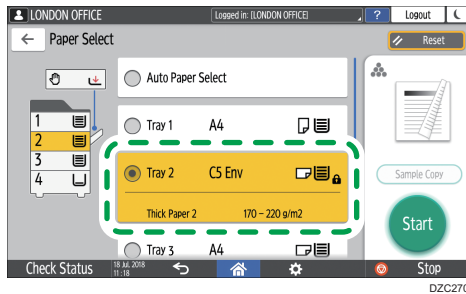 LONDON OFFICE
Logged in: [LONDON OFFICE]
?
Logout
Paper Select
Reset
Auto Paper Select
1
2
3
4
Tray 1 A4
Tray 2 C5 Env
Thick Paper 2 170 – 220 g/m2
Tray 3 A4
Sample Copy
Start
Check Status
18 Jul. 2018
11 :18
Stop
DZC270